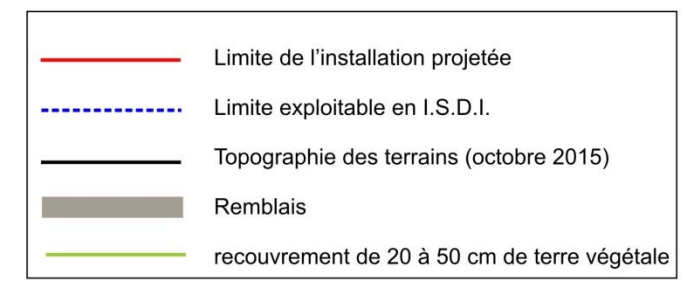 Limite de l'installation projetée
Limite exploitable en I.S.D.I.
Topographie des terrains (octobre 2015)
Remblais
recouvrement de 20 à 50 cm de terre végétale